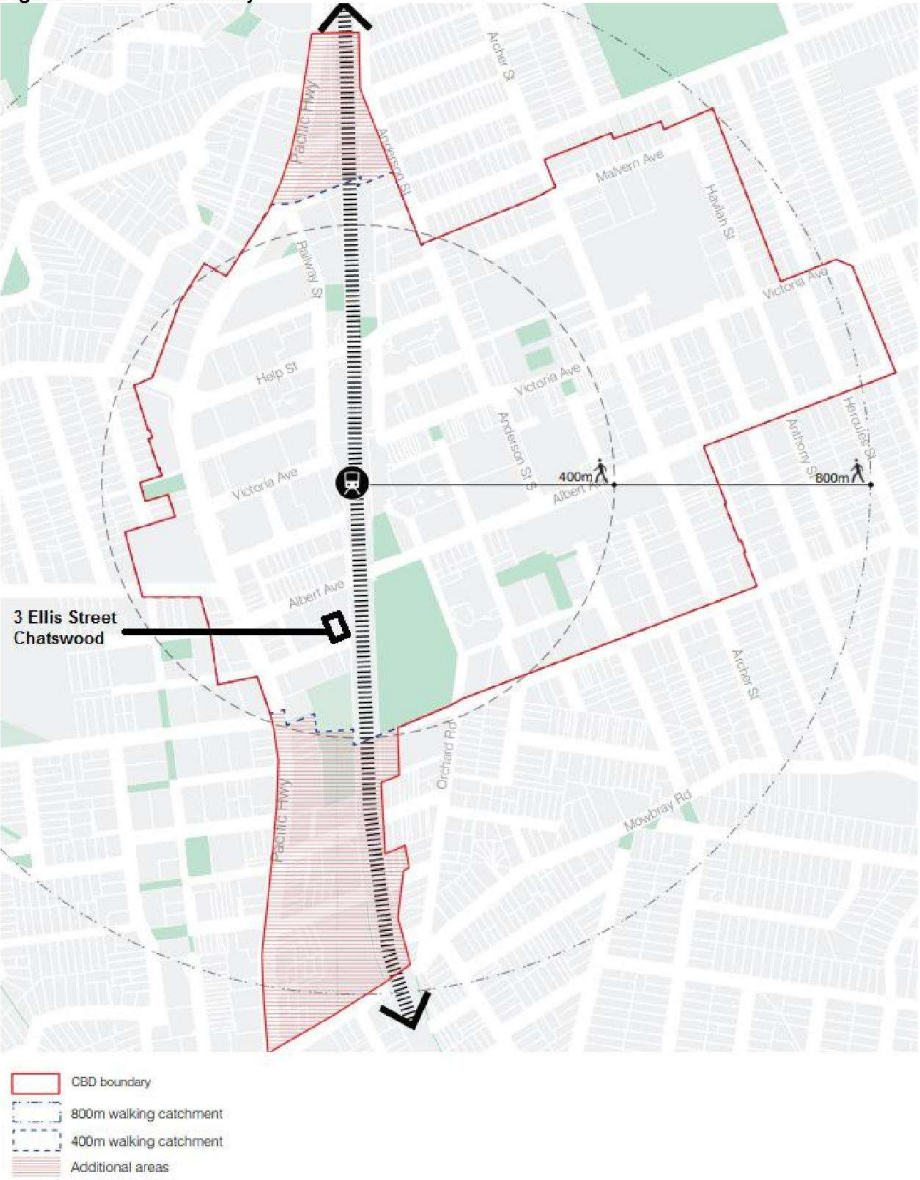 Archer St
Pacific Hwy
Anderson St
Malvern Ave
Havilah St
Railway St
Victoria Ave
Help St
Victoria Ave
Hercules St
Anderson St S
Anthony St
Victoria Ave
400m
800m
Albert Ave
Albert Ave
3 Ellis Street
Chatswood
Archer St
Orchard Rd
Pacific Hwy
Mowbray Rd
CBD boundary
800m walking catchment
400m walking catchment
Additional areas